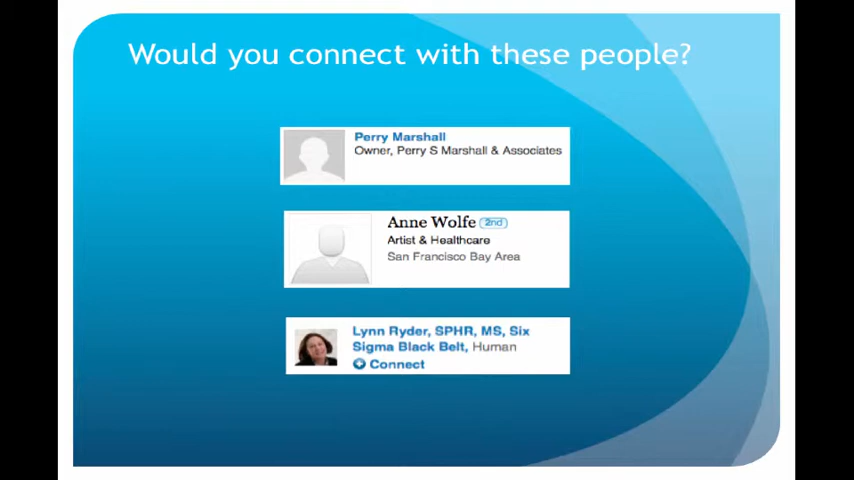 Would you connect with these people?
Perry Marshall
Owner, Perry S Marshall & Associates
Anne Wolfe 2nd
Artist & Healthcare
San Francisco Bay Area
Lynn Ryder, SPHR, MS, Six
Sigma Black Belt, Human
Connect